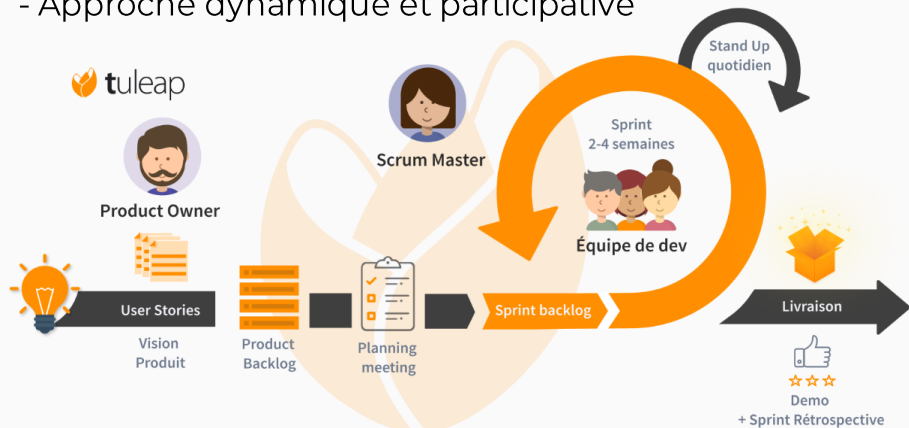 - Approche dynamique et participative
Stand Up
quotidien
tuleap
Sprint
2-4 semaines
Scrum Master
Product Owner
Équipe de dev
User Stories
Sprint backlog
Livraison
Vision
Produit
Product
Backlog
Planning
meeting
Demo
+ Sprint Rétrospective